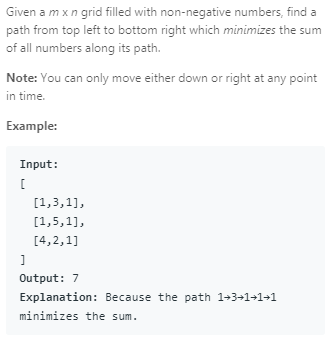 Given a m x n grid filled with non-negative numbers, find a
path from top left to bottom right which minimizes the sum
of all numbers along its path.
Note: You can only move either down or right at any point
in time.
Example:
Input:
[
  [1,3,1],
  [1,5,1],
  [4,2,1]
]
Output: 7
Explanation: Because the path 1→3→1→1→1
minimizes the sum.